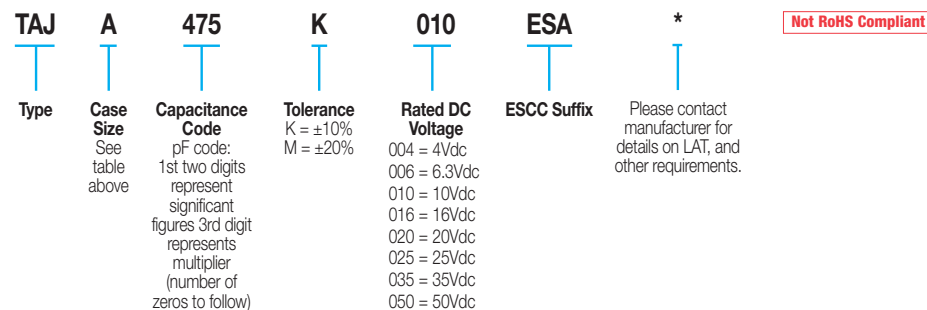 TAJ A 475 K 010 ESA * Not RoHS Compliant
Type
Case
Size
See
table
above
Capacitance
Code
pF code:
1st two digits
represent
significant
figures 3rd digit
represents
multiplier
(number of
zeros to follow)
Tolerance
K = ±10%
M = ±20%
Rated DC
Voltage
004 = 4Vdc
006 = 6.3Vdc
010 = 10Vdc
016 = 16Vdc
020 = 20Vdc
025 = 25Vdc
035 = 35Vdc
050 = 50Vdc
ESCC Suffix
Please contact
manufacturer for
details on LAT, and
other requirements.